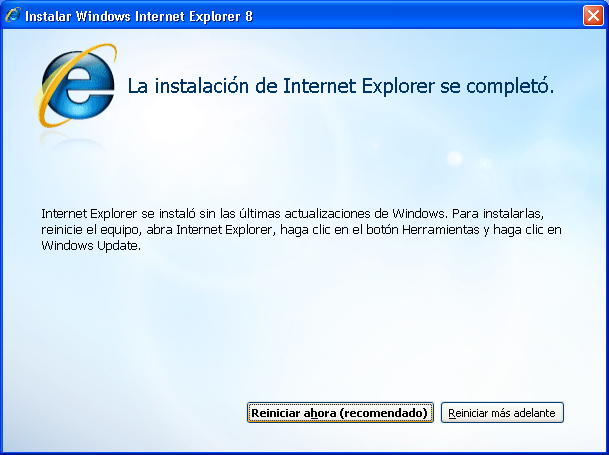 Instalar Windows Internet Explorer 8
La instalación de Internet Explorer se completó.
Internet Explorer se instaló sin las últimas actualizaciones de Windows. Para instalarlas,
reinicie el equipo, abra Internet Explorer, haga clic en el botón Herramientas y haga clic en
Windows Update.
Reiniciar ahora (recomendado) Reiniciar más adelante